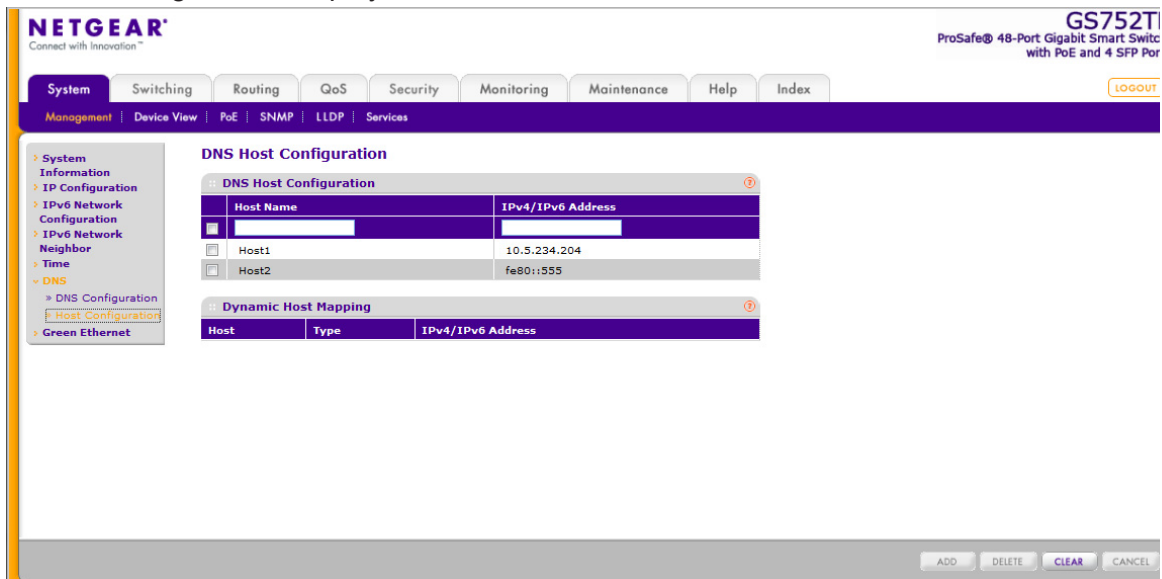 NETGEAR®
Connect with Innovation™
GS752T
ProSafe® 48-Port Gigabit Smart Switc
with PoE and 4 SFP Por
System Switching Routing QoS Security Monitoring Maintenance Help Index LOGOUT
Management Device View PoE SNMP LLDP Services
> System
Information
> IP Configuration
> IPv6 Network
Configuration
> IPv6 Network
Neighbor
> Time
DNS
» DNS Configuration
» Host Configuration
> Green Ethernet
DNS Host Configuration
DNS Host Configuration
Host Name IPv4/IPv6 Address
Host1 10.5.234.204
Host2 fe80::555
Dynamic Host Mapping
Host Type IPv4/IPv6 Address
ADD DELETE CLEAR CANCEL